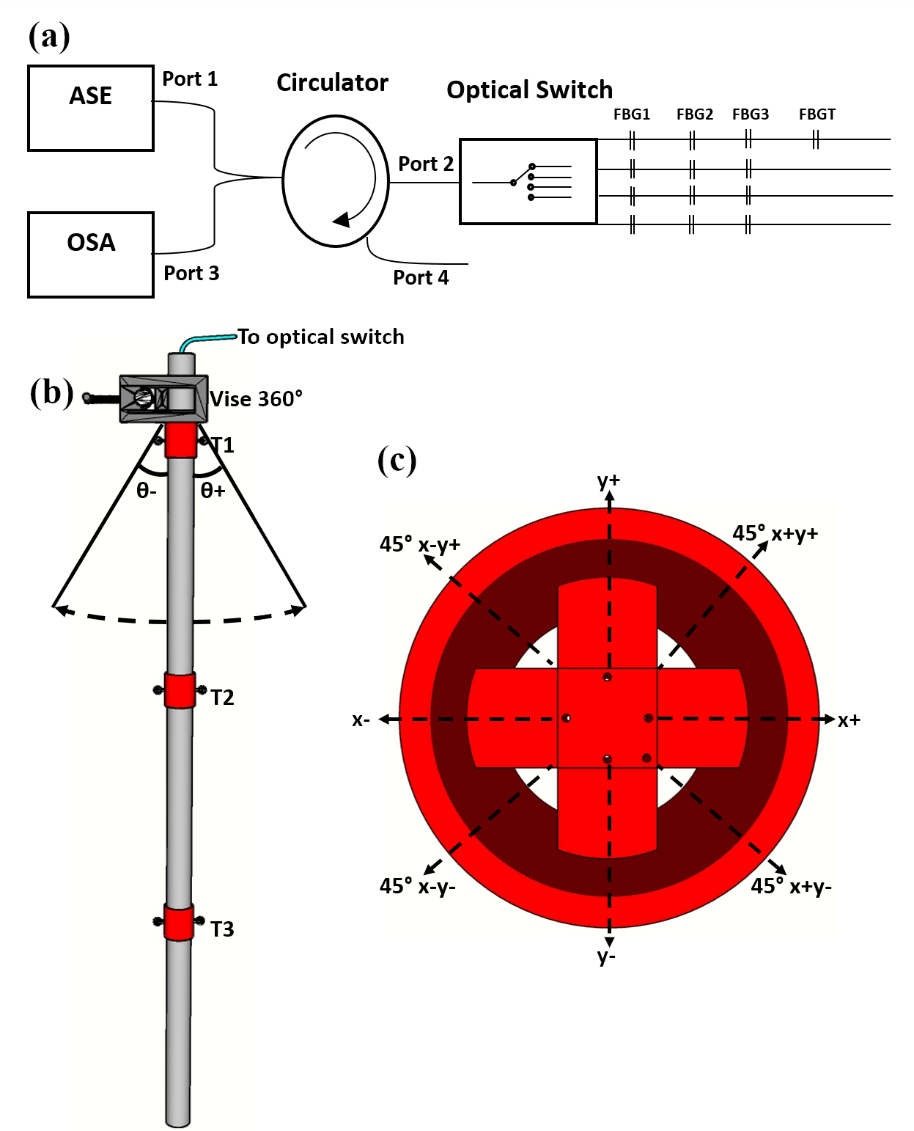 (a)
ASE
Port 1
Circulator
Optical Switch
FBG1 FBG2 FBG3 FBGT
Port 2
OSA
Port 3
Port 4
To optical switch
(b)
Vise 360°
T1
θ- θ+
T2
T3
(c)
y+
45° x-y+
45° x+y+
x-
x+
45° x-y-
45° x+y-
y-